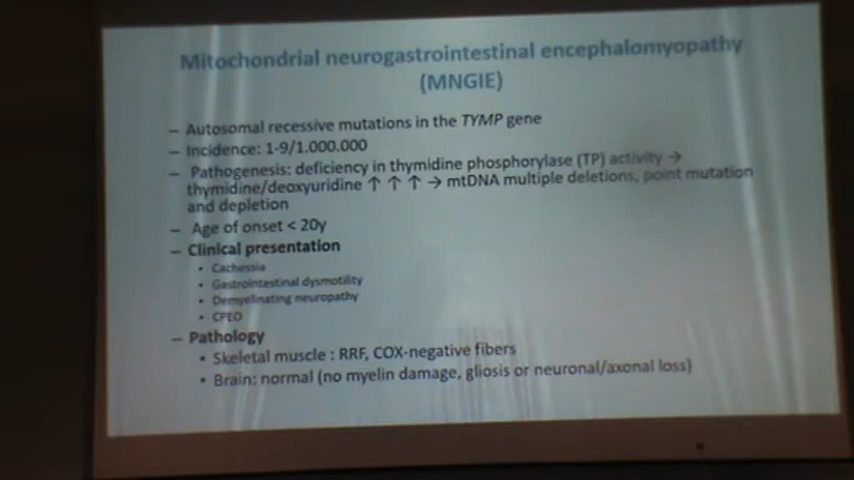 Mitochondrial neurogastrointestinal encephalomyopathy
(MNGIE)
– Autosomal recessive mutations in the TYMP gene
– Incidence: 1-9/1.000.000
– Pathogenesis: deficiency in thymidine phosphorylase (TP) activity →
thymidine/deoxyuridine ↑ ↑ ↑ → mtDNA multiple deletions, point mutation
and depletion
– Age of onset < 20y
– Clinical presentation
• Cachessia
• Gastrointestinal dysmotility
• Demyelinating neuropathy
• CPEO
– Pathology
• Skeletal muscle : RRF, COX-negative fibers
• Brain: normal (no myelin damage, gliosis or neuronal/axonal loss)